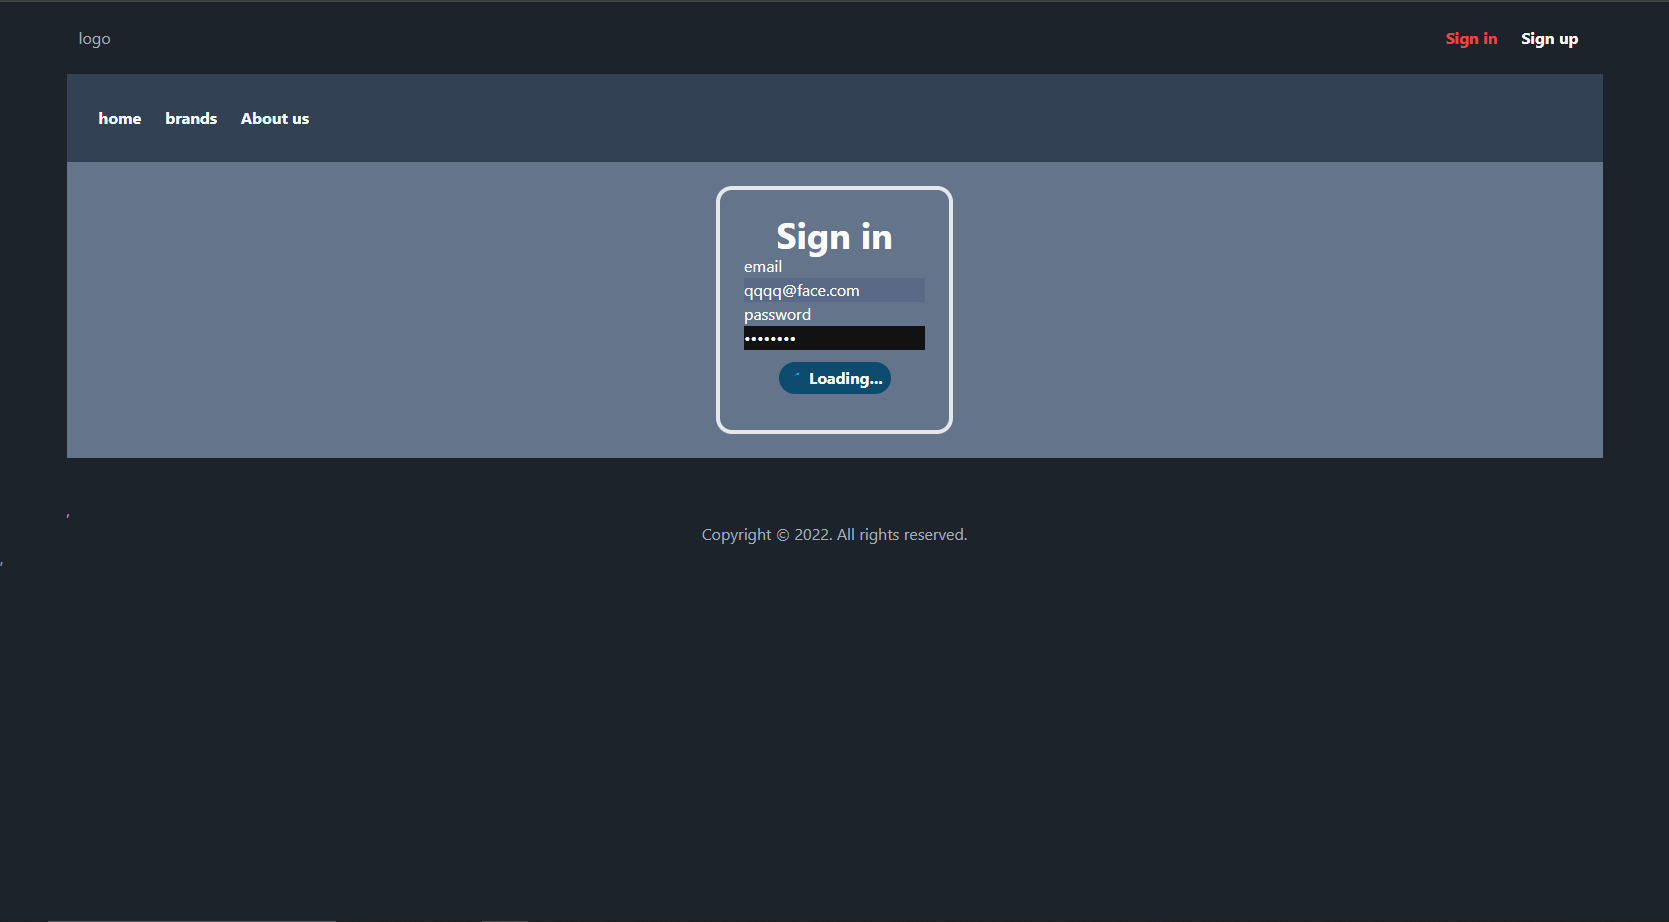 logo
Sign in Sign up
home brands About us
Sign in
email
qqqq@face.com
password
••••••••
Loading...
,
Copyright © 2022. All rights reserved.
,